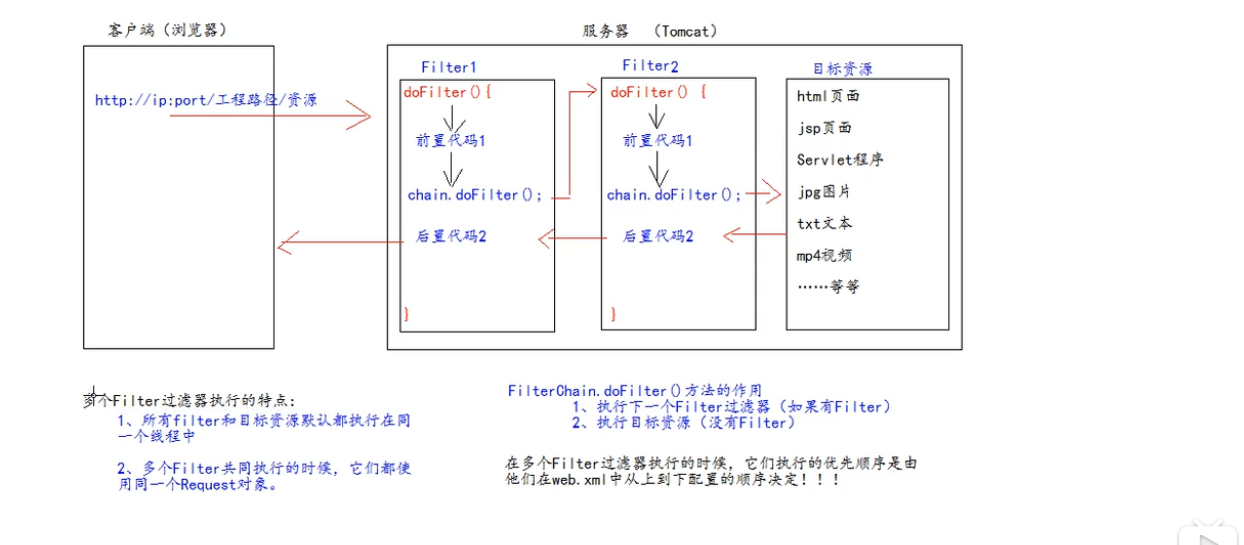 客户端（浏览器）
服务器 （Tomcat）
http://ip:port/工程路径/资源
Filter1
doFilter(){
前置代码1
chain.doFilter();
后置代码2
}
Filter2
doFilter() {
前置代码1
chain.doFilter();
后置代码2
}
目标资源
html页面
jsp页面
Servlet程序
jpg图片
txt文本
mp4视频
……等等
多个Filter过滤器执行的特点：
1、所有filter和目标资源默认都执行在同
一个线程中
2、多个Filter共同执行的时候，它们都使
用同一个Request对象。
FilterChain.doFilter()方法的作用
1、执行下一个Filter过滤器（如果有Filter）
2、执行目标资源（没有Filter）
在多个Filter过滤器执行的时候，它们执行的优先顺序是由
他们在web.xml中从上到下配置的顺序决定！！！